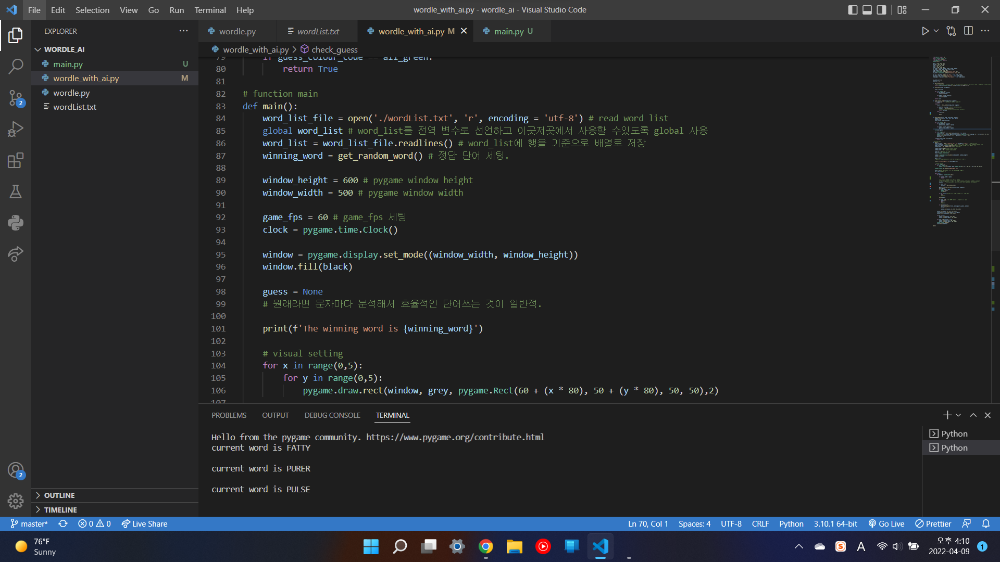 File Edit Selection View Go Run Terminal Help
wordle_with_ai.py - wordle_ai - Visual Studio Code
EXPLORER
WORDLE_AI
main.py U
wordle_with_ai.py M
wordle.py
wordList.txt
OUTLINE
TIMELINE
2
2
wordle.py wordList.txt wordle_with_ai.py M main.py U
wordle_with_ai.py > check_guess
79 if guess_colour_code == all_green:
80 return True
81
82 # function main
83 def main():
84 word_list_file = open('./wordList.txt', 'r', encoding = 'utf-8') # read word list
85 global word_list # word_list를 전역 변수로 선언하고 이곳저곳에서 사용할 수있도록 global 사용
86 word_list = word_list_file.readlines() # word_list에 행을 기준으로 배열로 저장
87 winning_word = get_random_word() # 정답 단어 세팅.
88
89 window_height = 600 # pygame window height
90 window_width = 500 # pygame window width
91
92 game_fps = 60 # game_fps 세팅
93 clock = pygame.time.Clock()
94
95 window = pygame.display.set_mode((window_width, window_height))
96 window.fill(black)
97
98 guess = None
99 # 원래라면 문자마다 분석해서 효율적인 단어쓰는 것이 일반적.
100
101 print(f'The winning word is {winning_word}')
102
103 # visual setting
104 for x in range(0,5):
105 for y in range(0,5):
106 pygame.draw.rect(window, grey, pygame.Rect(60 + (x * 80), 50 + (y * 80), 50, 50),2)
107
PROBLEMS OUTPUT DEBUG CONSOLE TERMINAL
Hello from the pygame community. https://www.pygame.org/contribute.html
current word is FATTY
current word is PURER
current word is PULSE
Python
Python
master* 0 0 Live Share
Ln 70, Col 1 Spaces: 4 UTF-8 CRLF Python 3.10.1 64-bit Go Live Prettier
76°F
Sunny
A
오후 4:10
2022-04-09
1